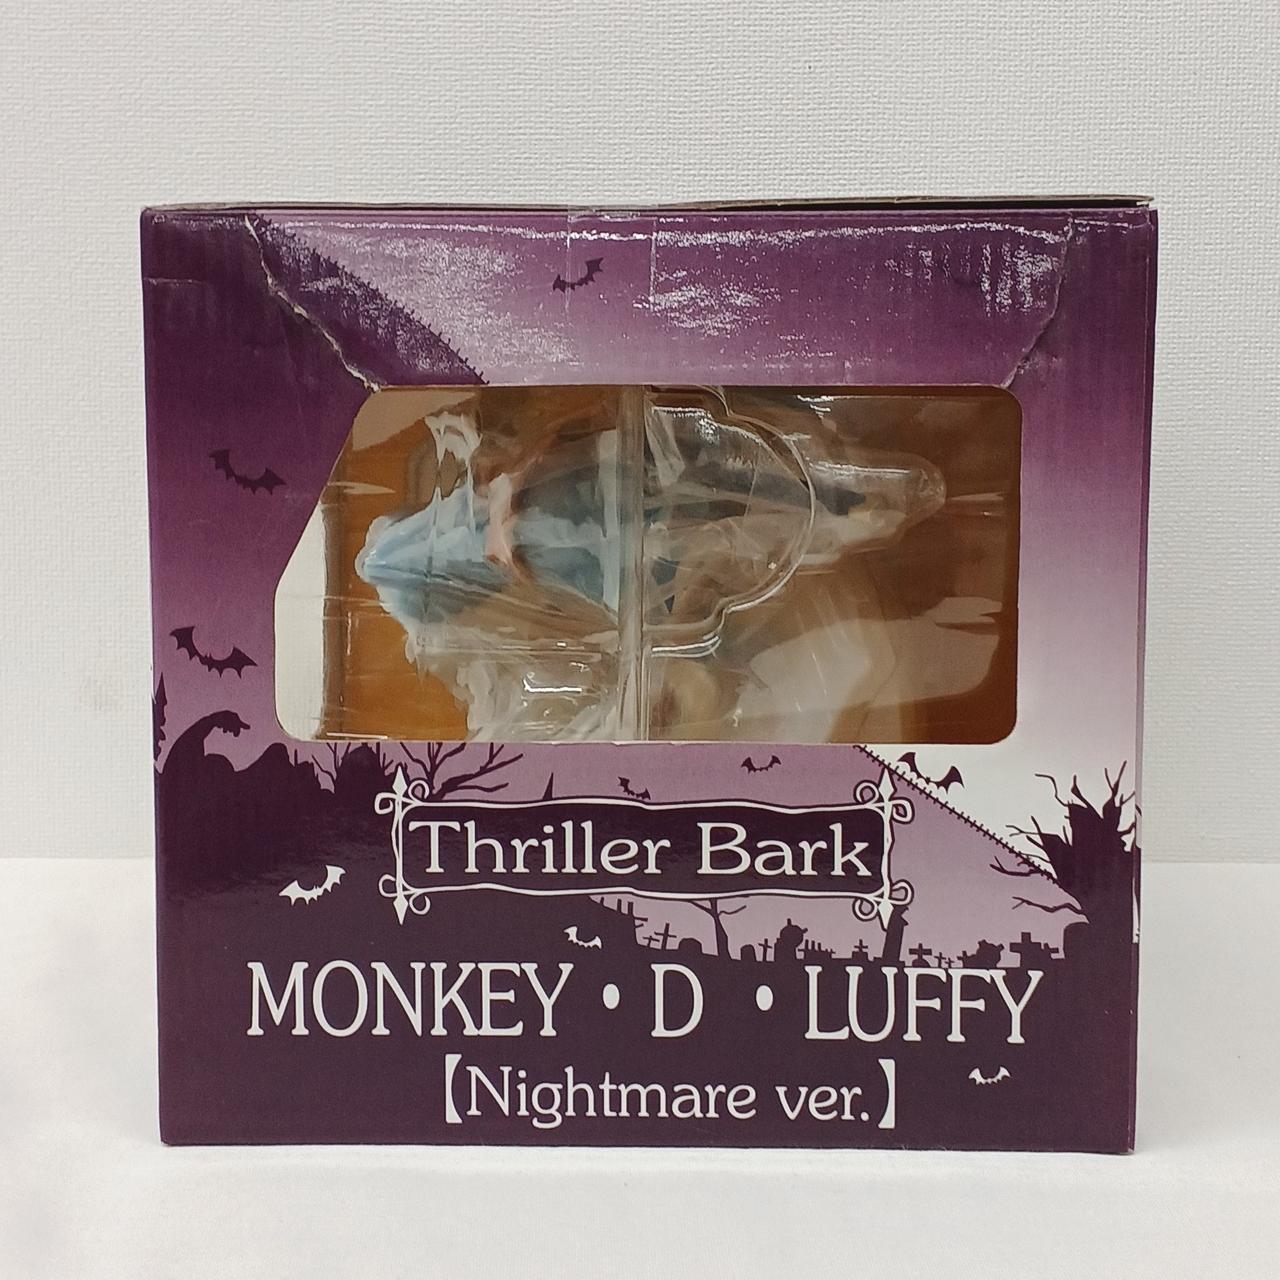 Thriller Bark
MONKEY・D・LUFFY
【Nightmare ver.】